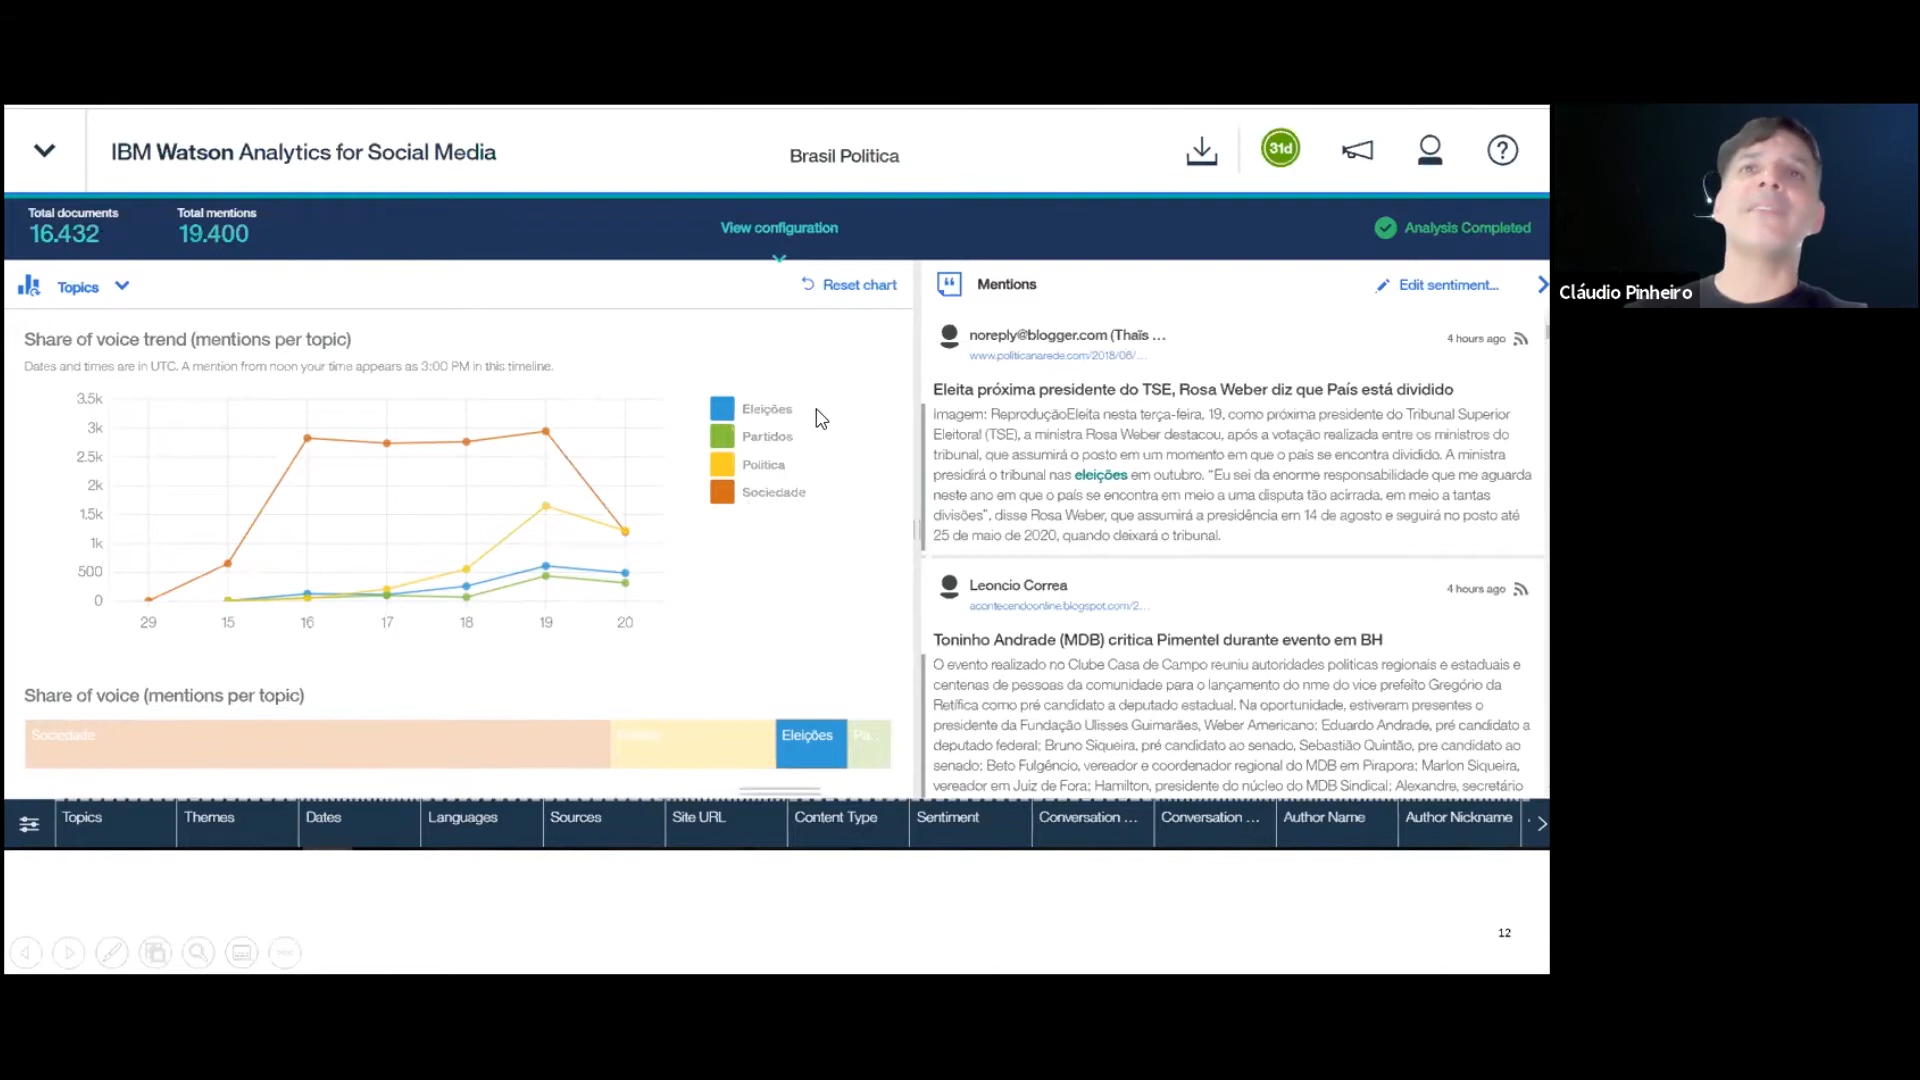 IBM Watson Analytics for Social Media
Brasil Politica
31d
Total documents
16.432
Total mentions
19.400
View configuration
Analysis Completed
Topics
Reset chart
Share of voice trend (mentions per topic)
Dates and times are in UTC. A mention from noon your time appears as 3:00 PM in this timeline.
3.5k
3k
2.5k
2k
1.5k
1k
500
0
29 15 16 17 18 19 20
Eleições
Partidos
Politica
Sociedade
Share of voice (mentions per topic)
Sociedade
Eleições
Pa...
Mentions
Edit sentiment...
noreply@blogger.com (Thaïs ...
4 hours ago
www.politicanarede.com/2018/06/...
Eleita próxima presidente do TSE, Rosa Weber diz que País está dividido
Imagem: ReproduçãoEleita nesta terça-feira, 19, como próxima presidente do Tribunal Superior
Eleitoral (TSE), a ministra Rosa Weber destacou, após a votação realizada entre os ministros do
tribunal, que assumirá o posto em um momento em que o país se encontra dividido. A ministra
presidirá o tribunal nas eleições em outubro. “Eu sei da enorme responsabilidade que me aguarda
neste ano em que o país se encontra em meio a uma disputa tão acirrada, em meio a tantas
divisões”, disse Rosa Weber, que assumirá a presidência em 14 de agosto e seguirá no posto até
25 de maio de 2020, quando deixará o tribunal.
Leoncio Correa
4 hours ago
acontecendoonline.blogspot.com/2...
Toninho Andrade (MDB) critica Pimentel durante evento em BH
O evento realizado no Clube Casa de Campo reuniu autoridades politicas regionais e estaduais e
centenas de pessoas da comunidade para o lançamento do nme do vice prefeito Gregório da
Retífica como pré candidato a deputado estadual. Na oportunidade, estiveram presentes o
presidente da Fundação Ulisses Guimarães, Weber Americano; Eduardo Andrade, pré candidato a
deputado federal; Bruno Siqueira, pré candidato ao senado, Sebastião Quintão, pre candidato ao
senado; Beto Fulgêncio, vereador e coordenador regional do MDB em Pirapora; Marlon Siqueira,
vereador em Juiz de Fora; Hamilton, presidente do núcleo do MDB Sindical; Alexandre, secretário
Topics Themes Dates Languages Sources Site URL Content Type Sentiment Conversation ... Conversation ... Author Name Author Nickname
12
Cláudio Pinheiro